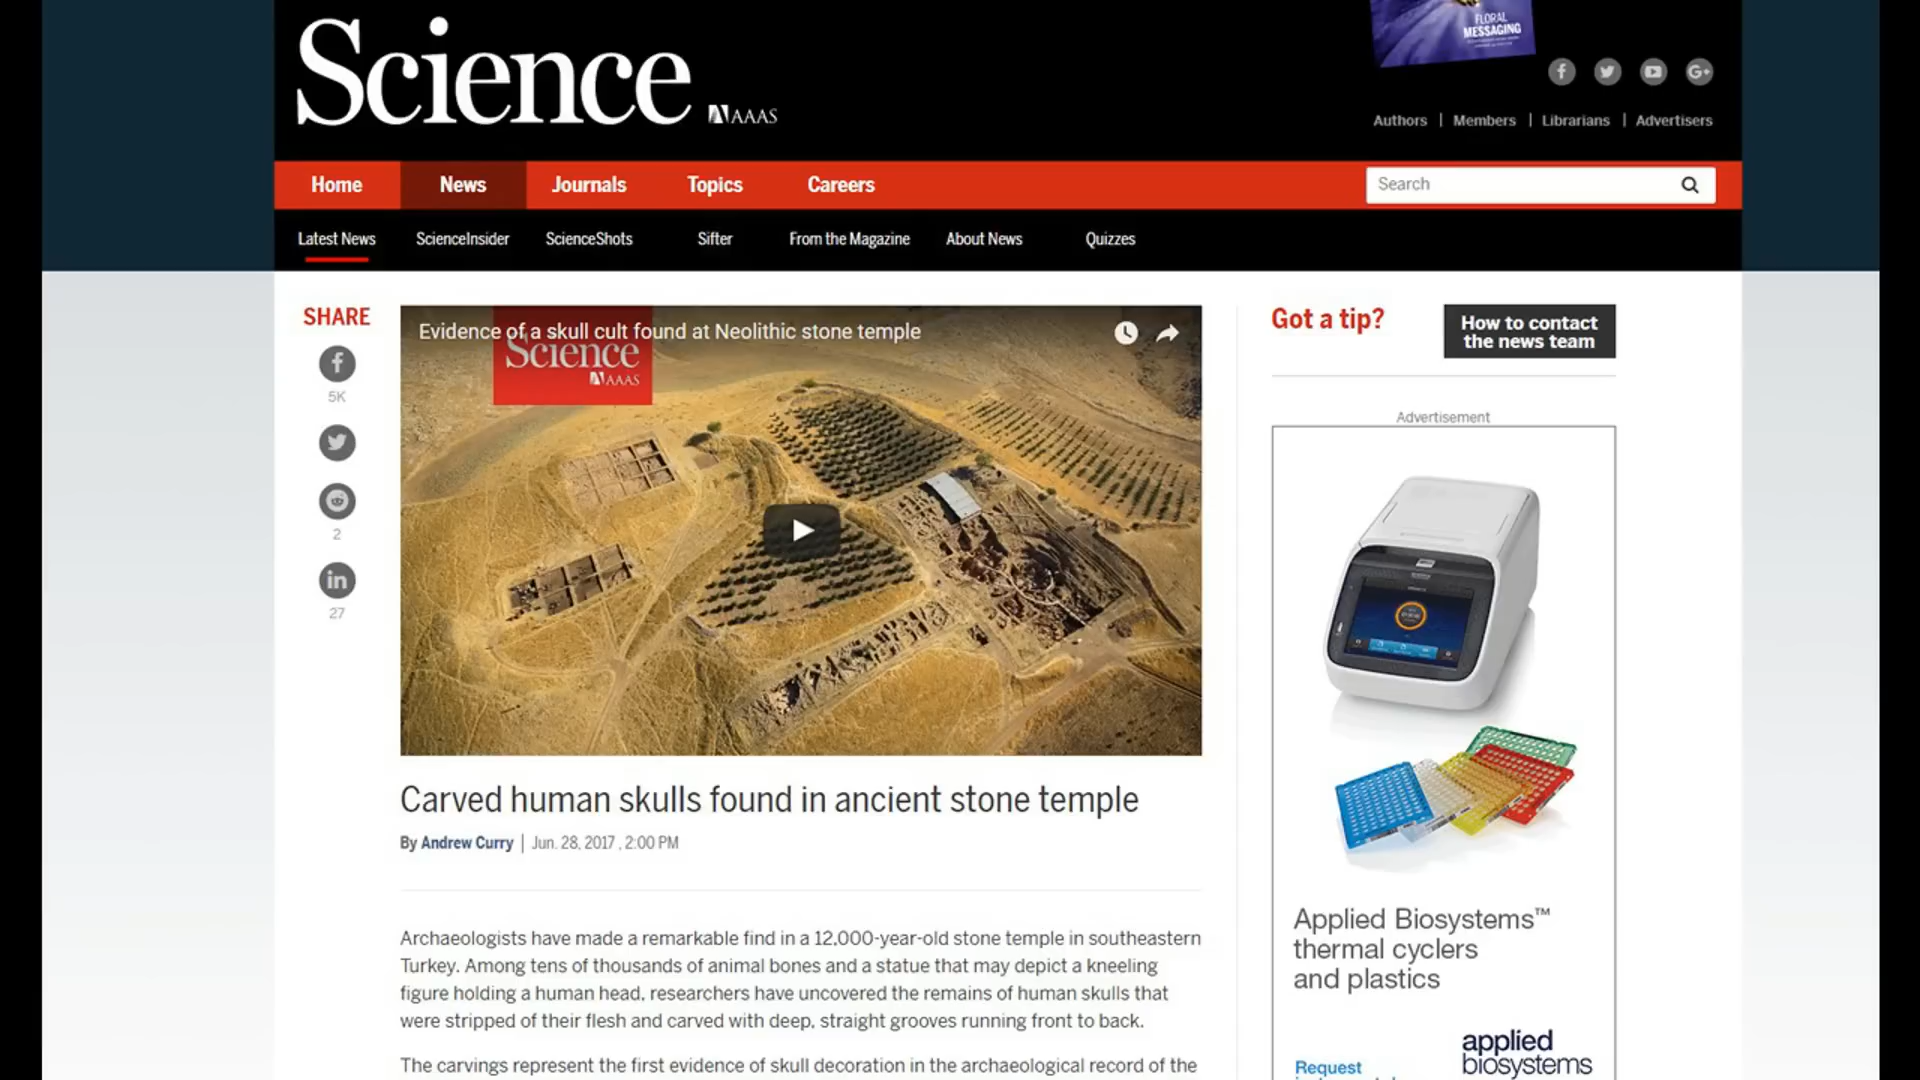 FLORAL
MESSAGING
Science
AAAS
Authors | Members | Librarians | Advertisers
Home News Journals Topics Careers
Search
Latest News ScienceInsider ScienceShots Sifter From the Magazine About News Quizzes
SHARE
5K
2
27
Evidence of a skull cult found at Neolithic stone temple
Science
AAAS
Carved human skulls found in ancient stone temple
By Andrew Curry | Jun. 28, 2017 , 2:00 PM
Archaeologists have made a remarkable find in a 12,000-year-old stone temple in southeastern
Turkey. Among tens of thousands of animal bones and a statue that may depict a kneeling
figure holding a human head, researchers have uncovered the remains of human skulls that
were stripped of their flesh and carved with deep, straight grooves running front to back.
The carvings represent the first evidence of skull decoration in the archaeological record of the
Got a tip?
How to contact
the news team
Advertisement
Applied Biosystems™
thermal cyclers
and plastics
Request
applied
biosystems